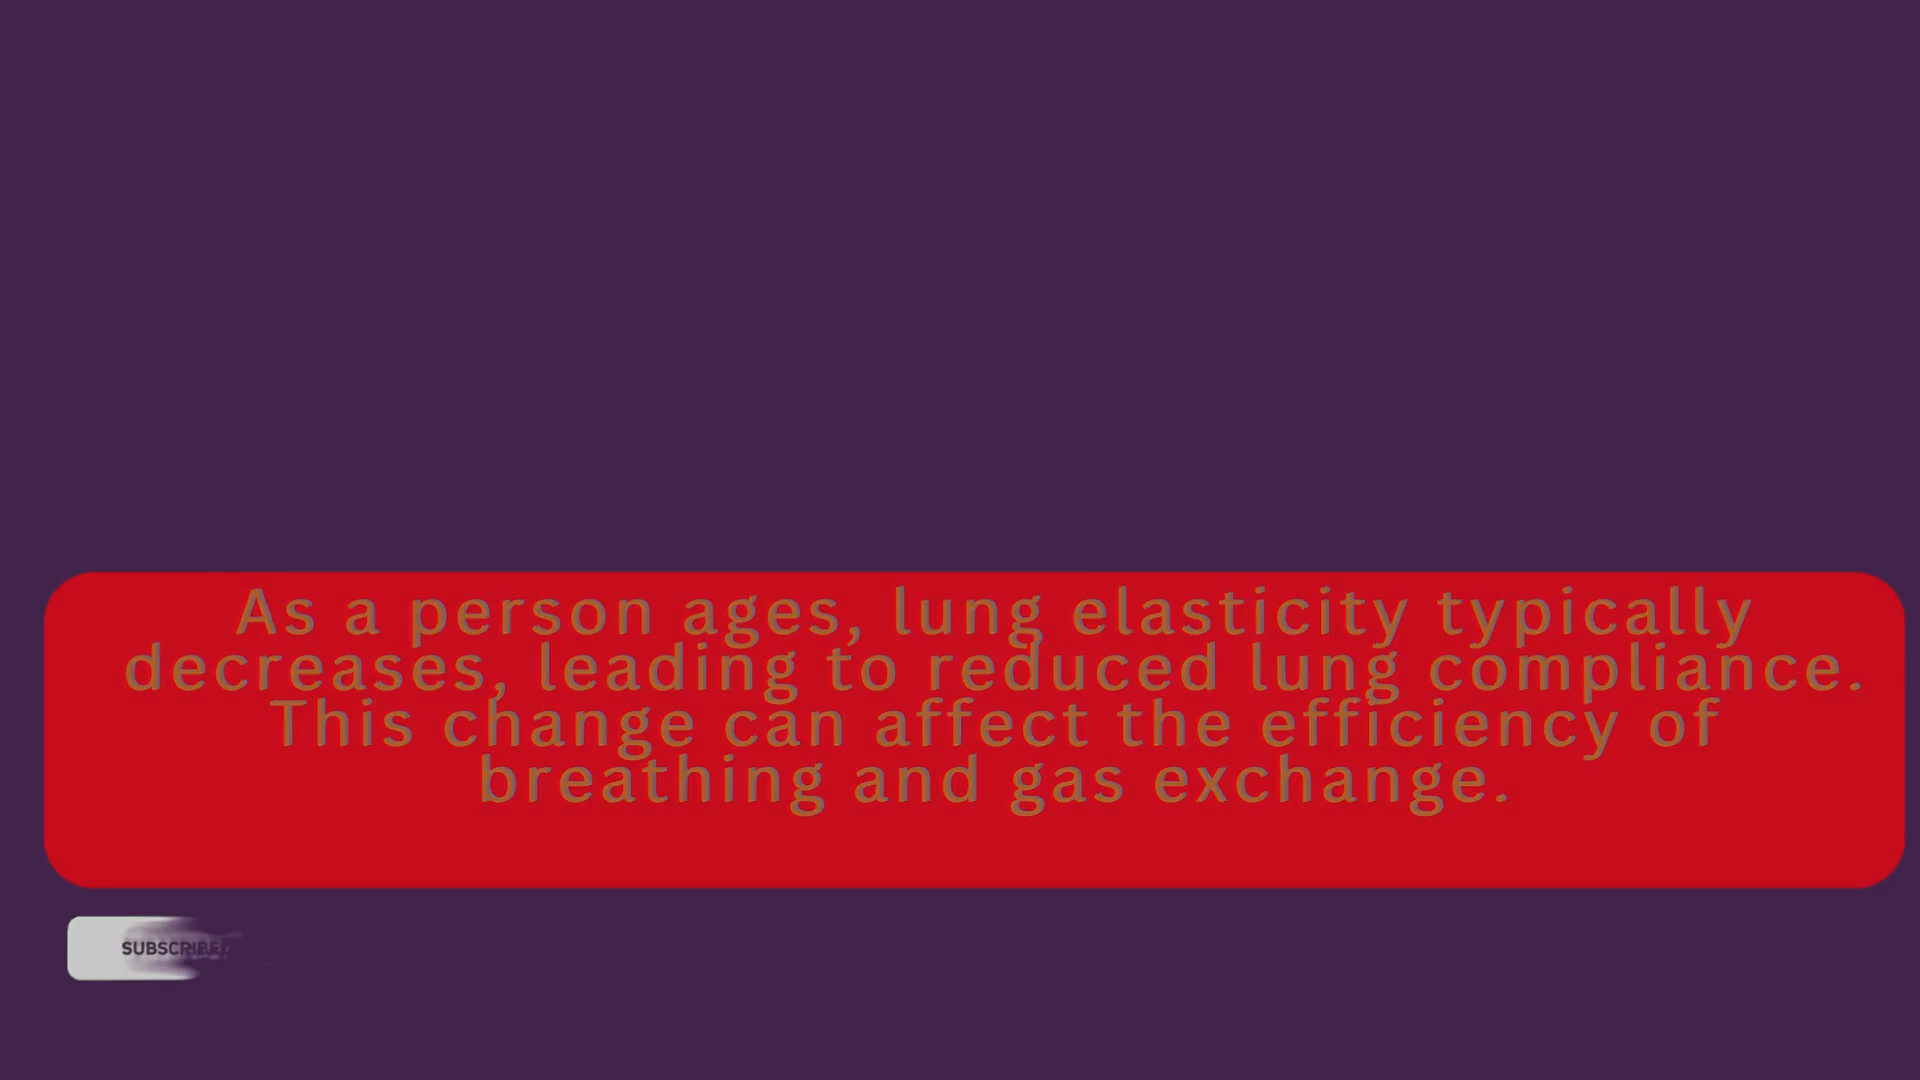 As a person ages, lung elasticity typically
decreases, leading to reduced lung compliance.
This change can affect the efficiency of
breathing and gas exchange.
SUBSCRIBED